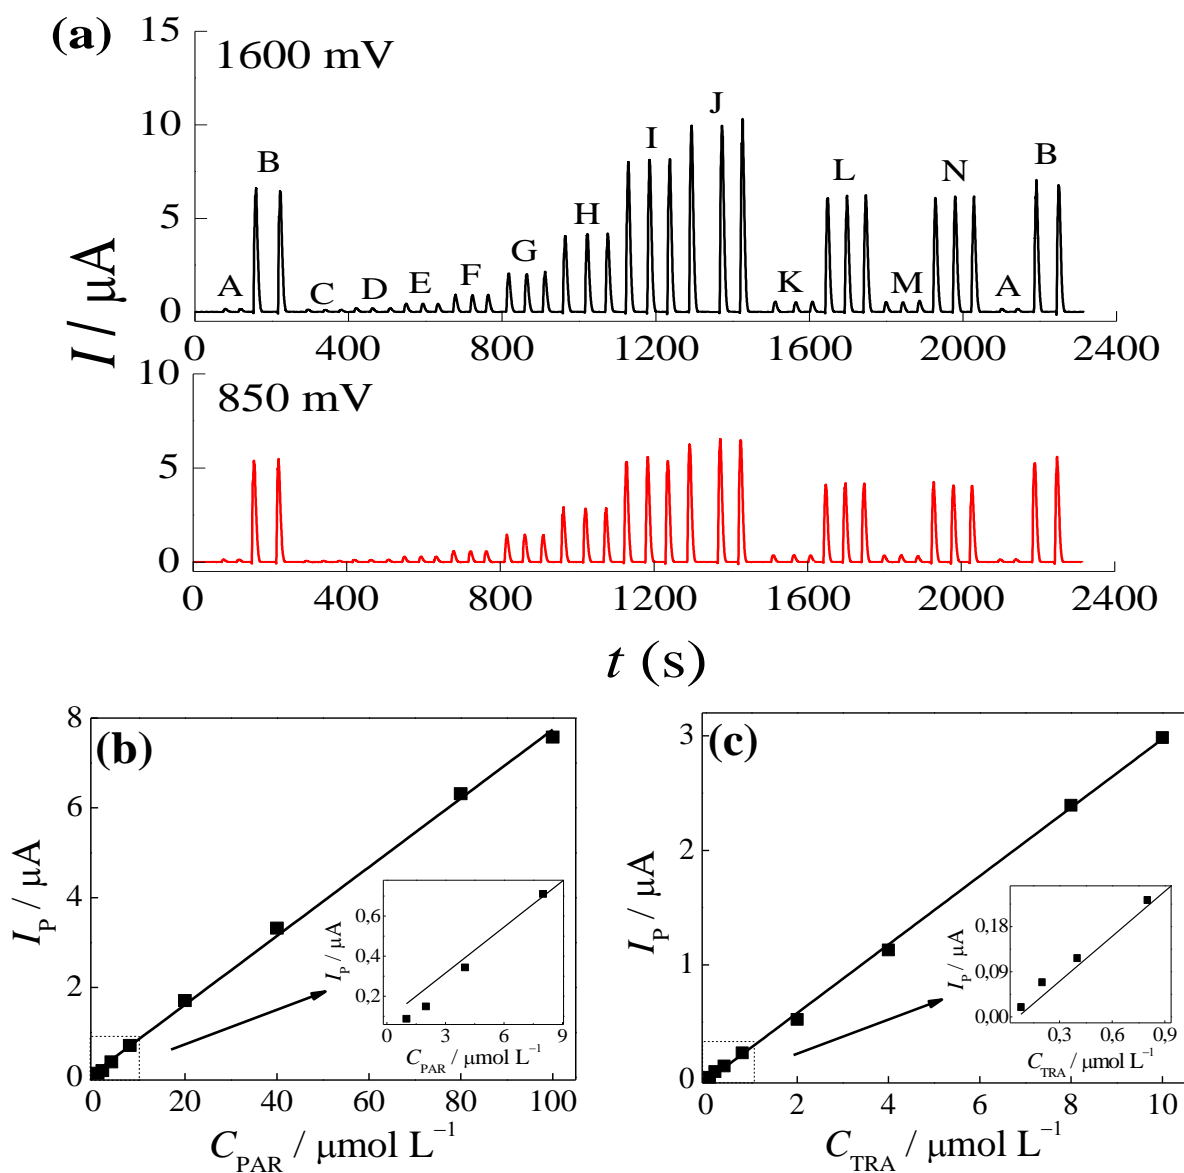 (a)
1600 mV
15
10
5
0
A B C D E F G H I J K L M N A B
0 400 800 1200 1600 2000 2400
I / μA
850 mV
10
5
0
0 400 800 1200 1600 2000 2400
t (s)
(b)
8
6
4
2
0
0 20 40 60 80 100
I_P / μA
C_PAR / μmol L⁻¹
0,6
0,4
0,2
0 3 6 9
I_P / μA
C_PAR / μmol L⁻¹
(c)
3
2
1
0
0 2 4 6 8 10
I_P / μA
C_TRA / μmol L⁻¹
0,18
0,09
0,00
0,3 0,6 0,9
I_P / μA
C_TRA / μmol L⁻¹